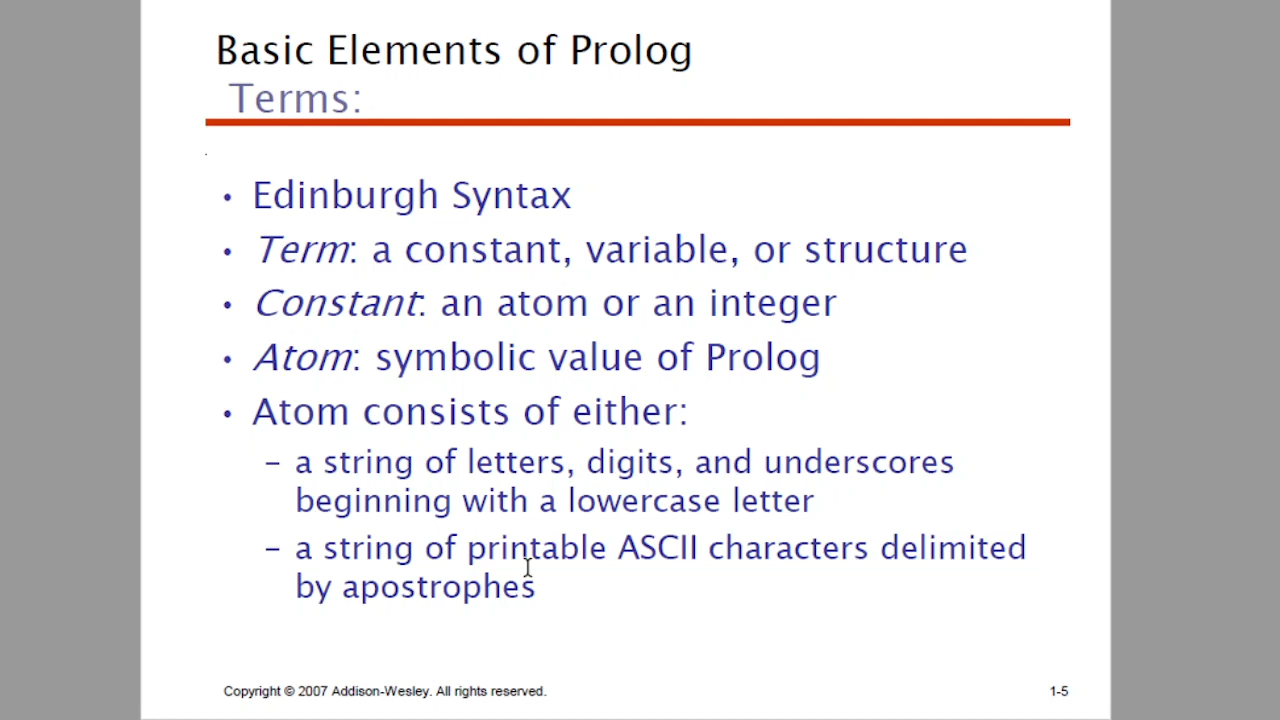 Basic Elements of Prolog
Terms:
• Edinburgh Syntax
• Term: a constant, variable, or structure
• Constant: an atom or an integer
• Atom: symbolic value of Prolog
• Atom consists of either:
– a string of letters, digits, and underscores
beginning with a lowercase letter
– a string of printable ASCII characters delimited
by apostrophes
Copyright © 2007 Addison-Wesley. All rights reserved.
1-5